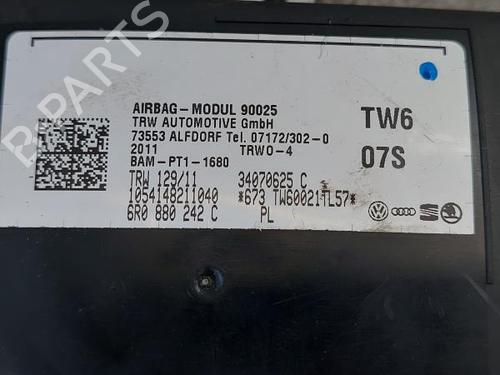 AIRBAG-MODUL 90025
TRW AUTOMOTIVE GmbH
73553 ALFDORF Tel. 07172/302-0
2011 TRWO-4
BAM-PT1-1680
TRW 129/11 34070625 C
1054148211040 *673 TW60021TL57*
6R0 880 242 C PL
TW6
07S
B-PARTS